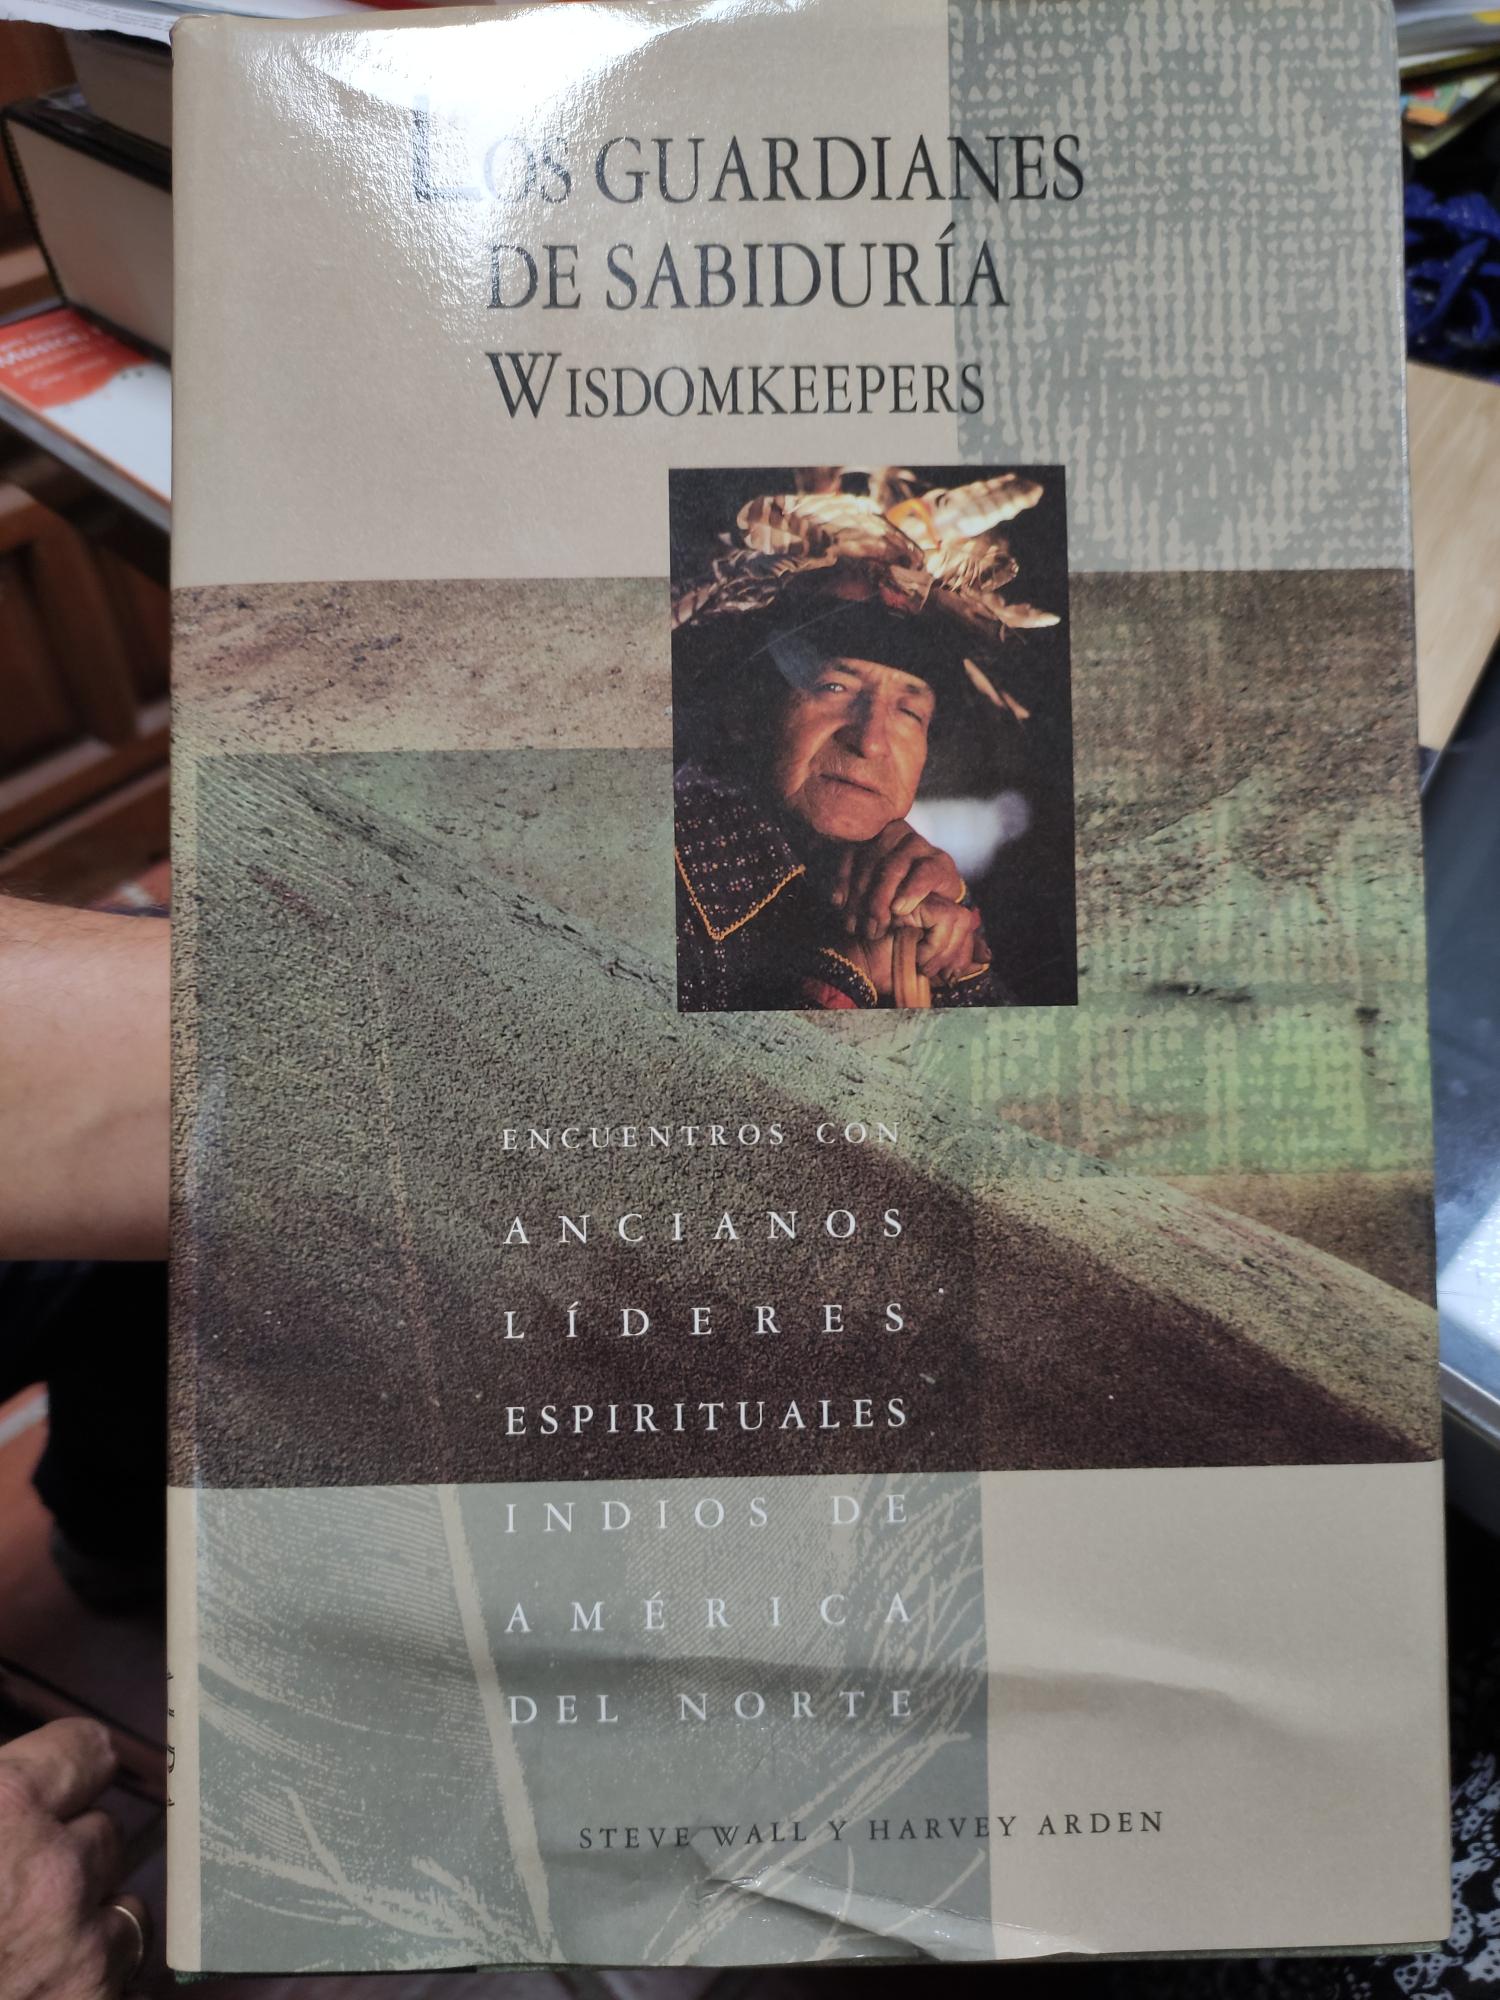 LOS GUARDIANES
DE SABIDURÍA
WISDOMKEEPERS
ENCUENTROS CON
ANCIANOS
LÍDERES
ESPIRITUALES
INDIOS DE
AMÉRICA
DEL NORTE
STEVE WALL Y HARVEY ARDEN